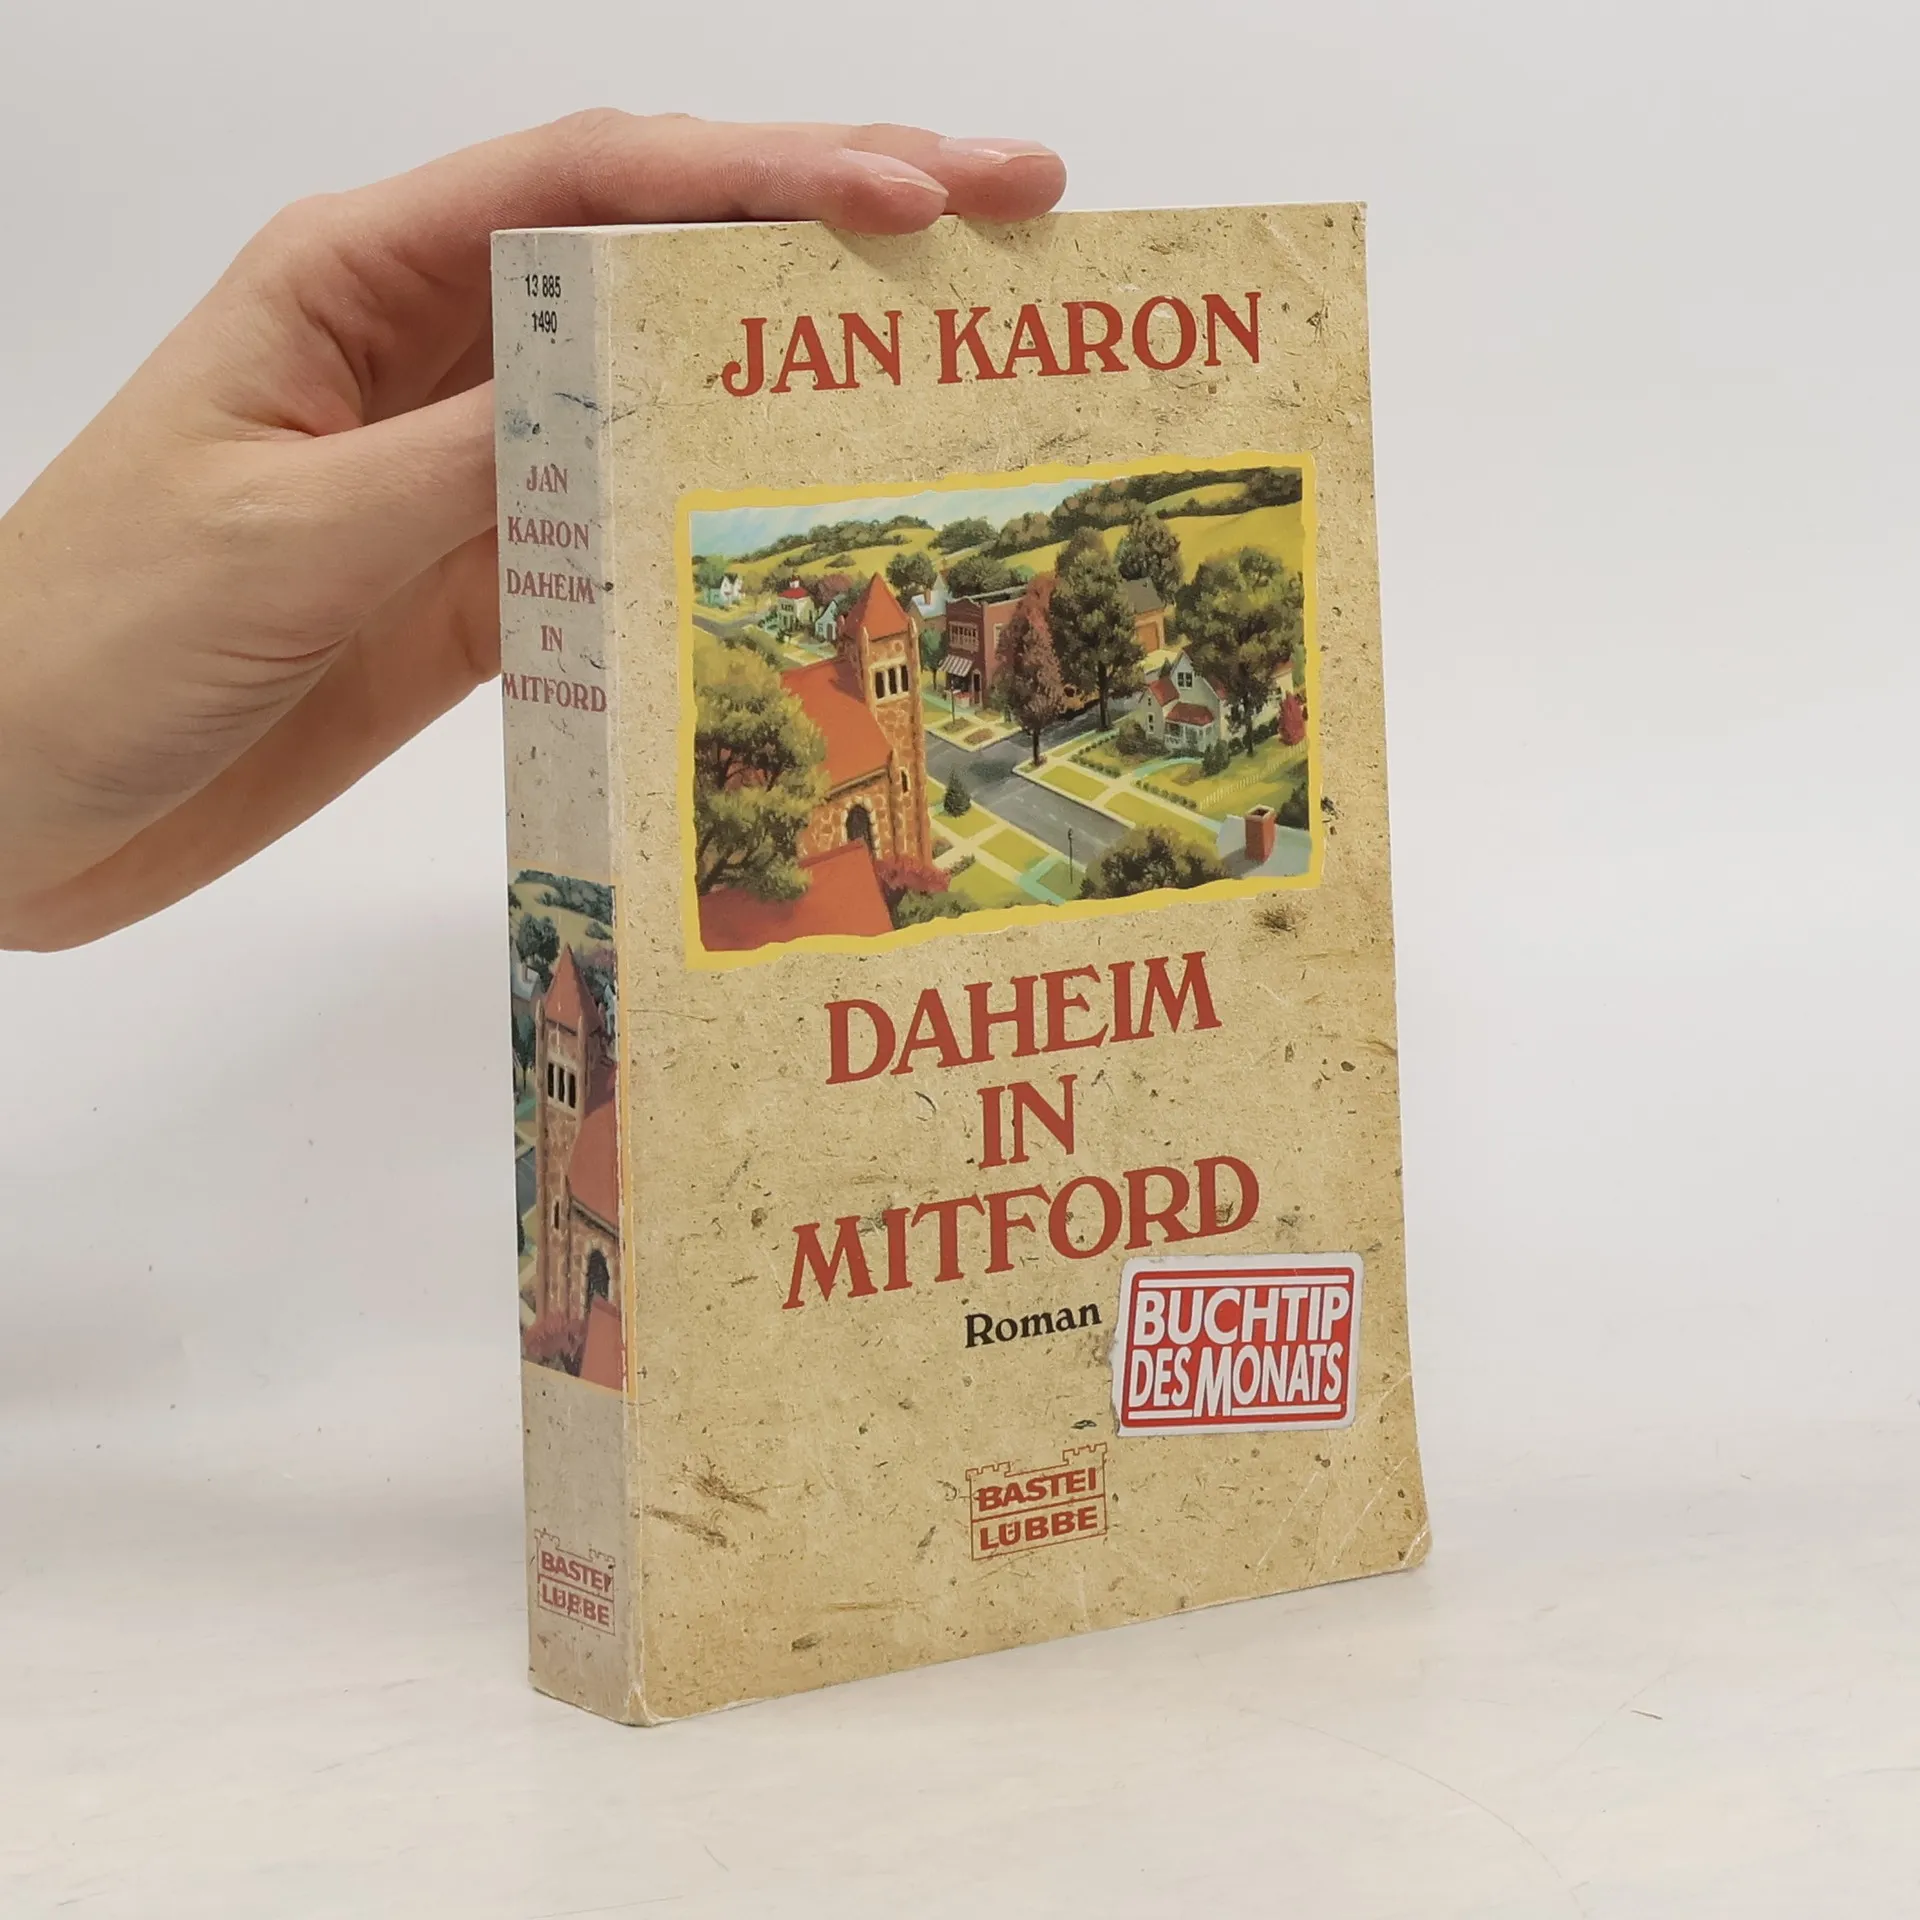 13 885
1490
JAN
KARON
DAHEIM
IN
MITFORD
BASTEI
LÜBBE
JAN KARON
DAHEIM
IN
MITFORD
Roman
BUCHTIP
DES MONATS
BASTEI
LÜBBE